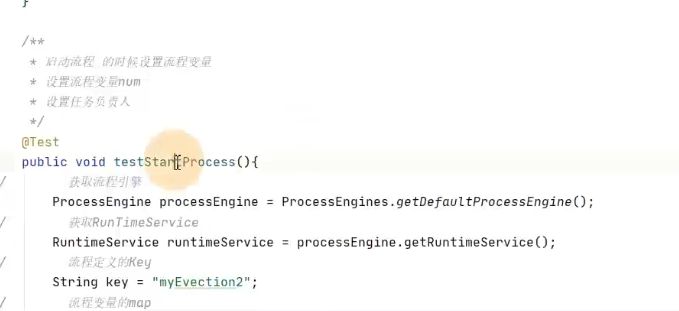 }
/**
* 启动流程 的时候设置流程变量
* 设置流程变量num
* 设置任务负责人
*/
@Test
public void testStartProcess(){
/ 获取流程引擎
ProcessEngine processEngine = ProcessEngines.getDefaultProcessEngine();
/ 获取RunTimeService
RuntimeService runtimeService = processEngine.getRuntimeService();
/ 流程定义的Key
String key = "myEvection2";
/ 流程变量的map